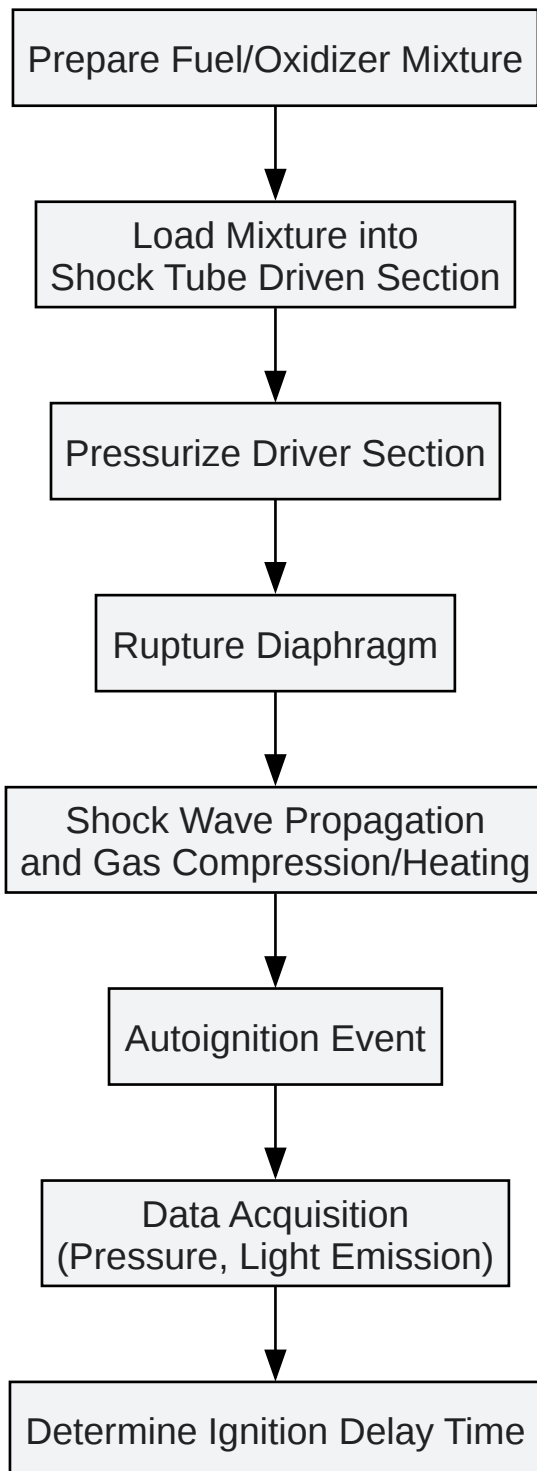 Prepare Fuel/Oxidizer Mixture
Load Mixture into
Shock Tube Driven Section
Pressurize Driver Section
Rupture Diaphragm
Shock Wave Propagation
and Gas Compression/Heating
Autoignition Event
Data Acquisition
(Pressure, Light Emission)
Determine Ignition Delay Time